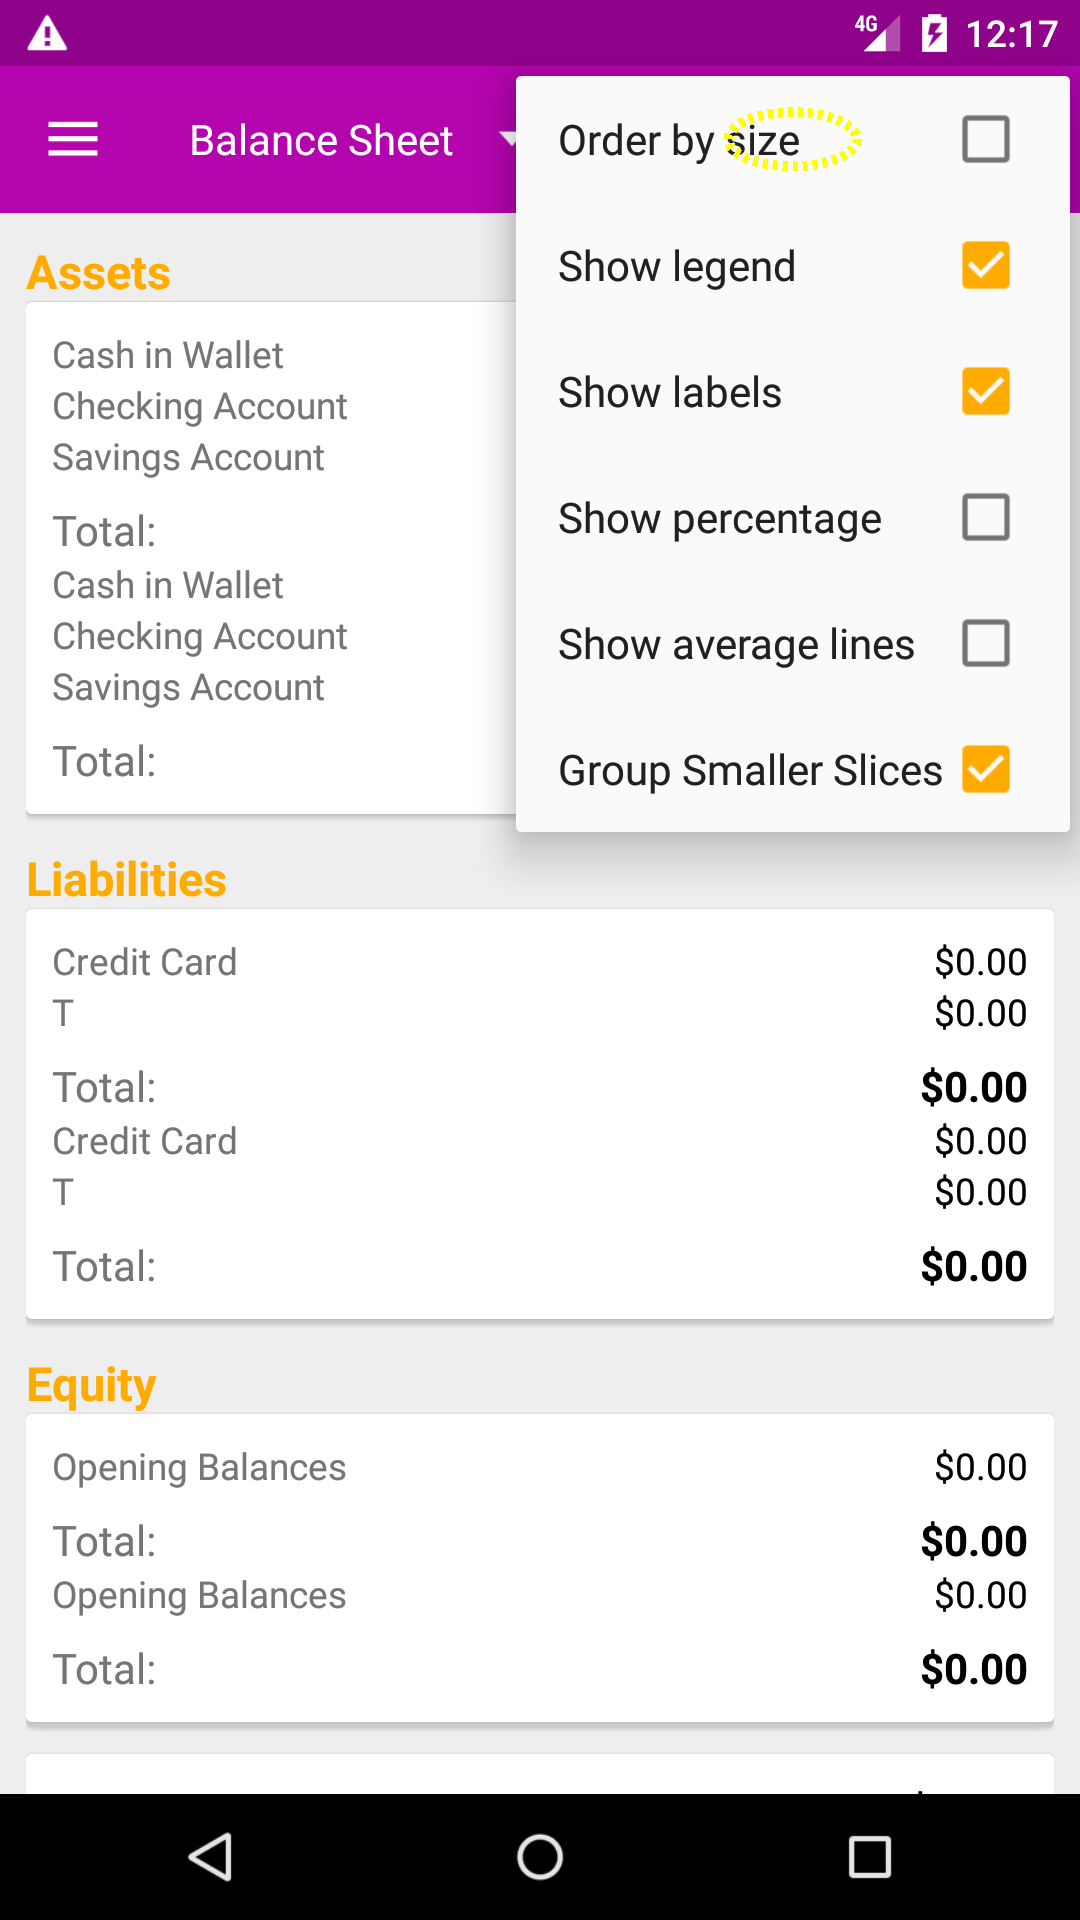 4G 12:17
Balance Sheet
Order by size
Show legend
Show labels
Show percentage
Show average lines
Group Smaller Slices
Assets
Cash in Wallet
Checking Account
Savings Account
Total:
Cash in Wallet
Checking Account
Savings Account
Total:
Liabilities
Credit Card $0.00
T $0.00
Total: $0.00
Credit Card $0.00
T $0.00
Total: $0.00
Equity
Opening Balances $0.00
Total: $0.00
Opening Balances $0.00
Total: $0.00